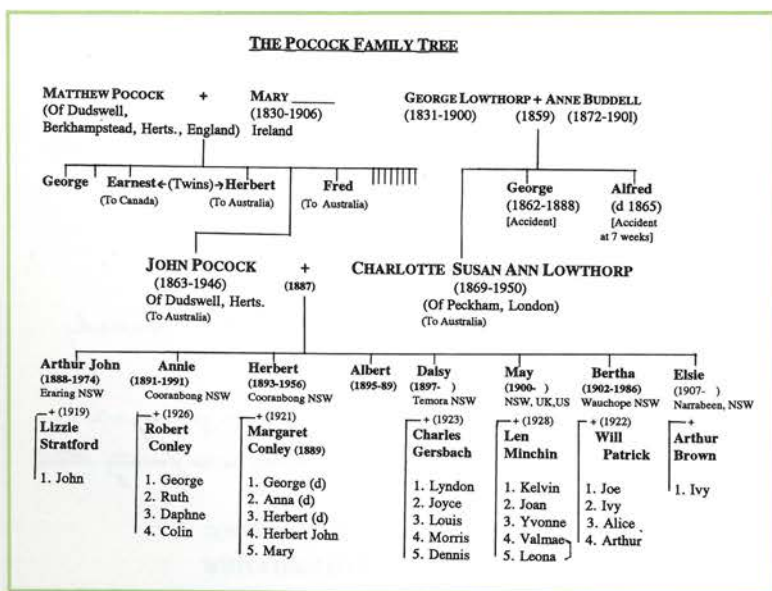 THE POCOCK FAMILY TREE
MATTHEW POCOCK + MARY ______ GEORGE LOWTHORP + ANNE BUDDELL
(Of Dudswell, (1830-1906) (1831-1900) (1859) (1872-1901)
Berkhampstead, Herts., England) Ireland
George Earnest ←(Twins)→ Herbert Fred
(To Canada) (To Australia) (To Australia)
George Alfred
(1862-1888) (d 1865)
[Accident] [Accident
at 7 weeks]
JOHN POCOCK + CHARLOTTE SUSAN ANN LOWTHORP
(1863-1946) (1887) (1869-1950)
Of Dudswell, Herts. (Of Peckham, London)
(To Australia) (To Australia)
Arthur John Annie Herbert Albert Daisy May Bertha Elsie
(1888-1974) (1891-1991) (1893-1956) (1895-89) (1897- ) (1900- ) (1902-1986) (1907- )
Eraring NSW Cooranbong NSW Cooranbong NSW Temora NSW NSW, UK,US Wauchope NSW Narrabeen, NSW
+ (1919) + (1926) + (1921) + (1923) + (1928) + (1922) +
Lizzie Robert Margaret Charles Len Will Arthur
Stratford Conley Conley (1889) Gersbach Minchin Patrick Brown
1. John 1. George 1. George (d) 1. Lyndon 1. Kelvin 1. Joe 1. Ivy
2. Ruth 2. Anna (d) 2. Joyce 2. Joan 2. Ivy
3. Daphne 3. Herbert (d) 3. Louis 3. Yvonne 3. Alice
4. Colin 4. Herbert John 4. Morris 4. Valmae 4. Arthur
5. Mary 5. Dennis 5. Leona